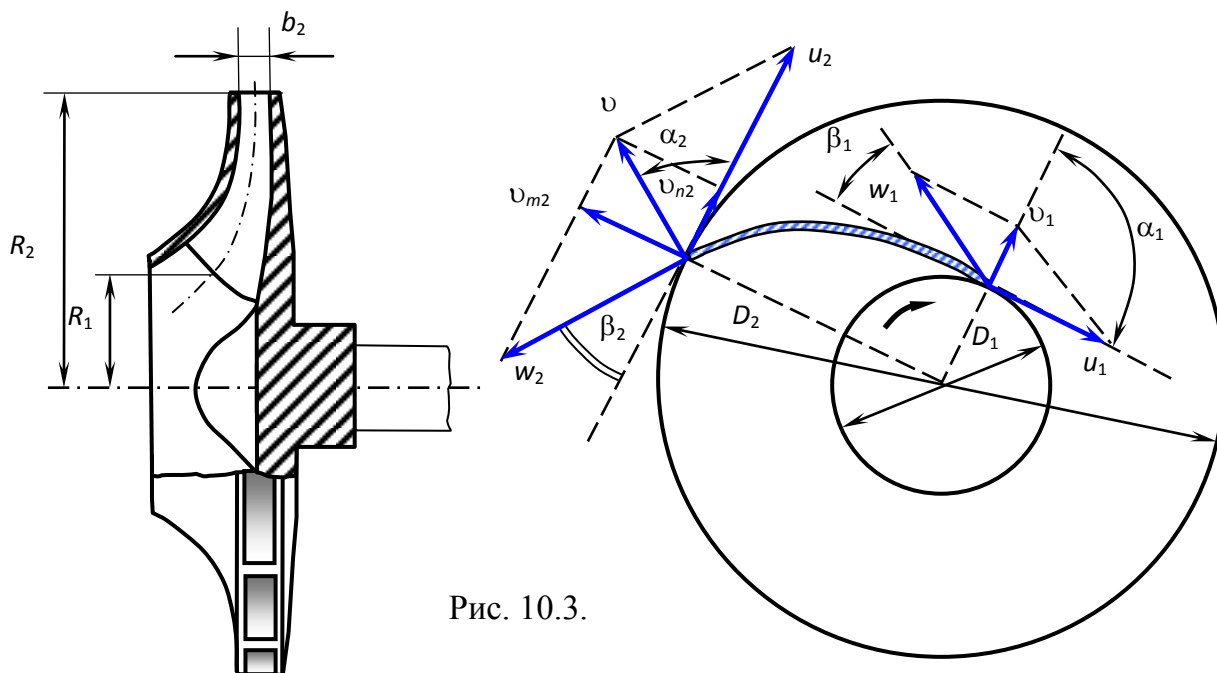 b₂
R₂
R₁
υ
u₂
α₂
υₙ₂
υₘ₂
β₂
w₂
β₁
w₁
υ₁
α₁
D₂
D₁
u₁
Рис. 10.3.